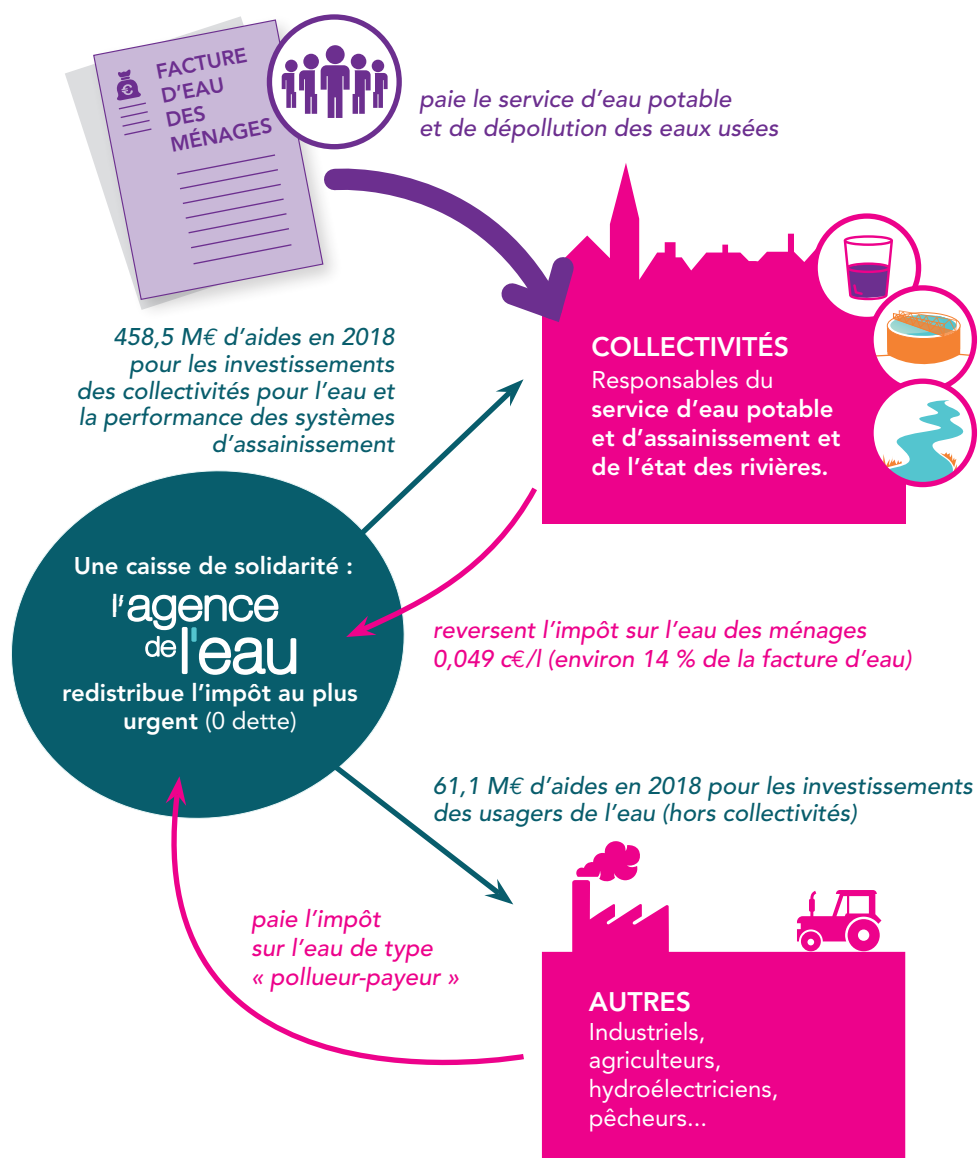 FACTURE
D'EAU
DES
MÉNAGES
paie le service d'eau potable
et de dépollution des eaux usées
458,5 M€ d'aides en 2018
pour les investissements
des collectivités pour l'eau et
la performance des systèmes
d'assainissement
COLLECTIVITÉS
Responsables du
service d'eau potable
et d'assainissement et
de l'état des rivières.
Une caisse de solidarité :
l'agence
de l'eau
redistribue l'impôt au plus
urgent (0 dette)
reversent l'impôt sur l'eau des ménages
0,049 c€/l (environ 14 % de la facture d'eau)
61,1 M€ d'aides en 2018 pour les investissements
des usagers de l'eau (hors collectivités)
paie l'impôt
sur l'eau de type
« pollueur-payeur »
AUTRES
Industriels,
agriculteurs,
hydroélectriciens,
pêcheurs...